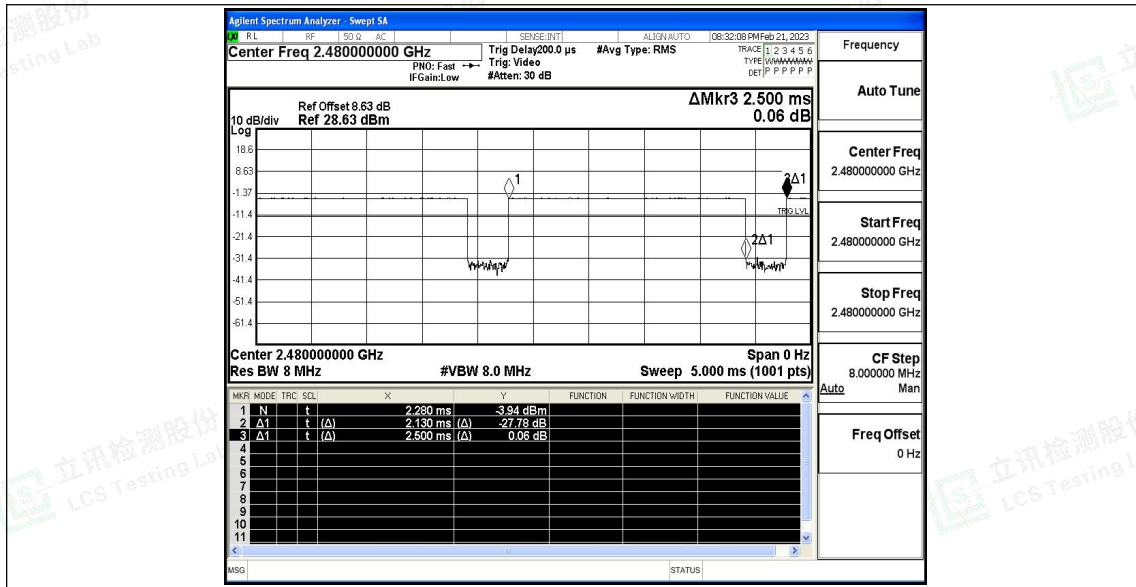 Agilent Spectrum Analyzer - Swept SA
LXI RL RF 50 Ω AC SENSE:INT ALIGN AUTO 08:32:08 PM Feb 21, 2023
Center Freq 2.480000000 GHz
PNO: Fast
IFGain:Low
Trig Delay200.0 µs
Trig: Video
#Atten: 30 dB
#Avg Type: RMS
TRACE 1 2 3 4 5 6
TYPE WWWWWW
DET P P P P P P
Ref Offset 8.63 dB
10 dB/div Ref 28.63 dBm
Log
ΔMkr3 2.500 ms
0.06 dB
18.6
8.63
-1.37
-11.4
-21.4
-31.4
-41.4
-51.4
-61.4
1
3Δ1
TRIG LVL
2Δ1
Center 2.480000000 GHz Span 0 Hz
Res BW 8 MHz #VBW 8.0 MHz Sweep 5.000 ms (1001 pts)
MKR MODE TRC SCL X Y FUNCTION FUNCTION WIDTH FUNCTION VALUE
1 N t 2.280 ms -3.94 dBm
2 Δ1 t (Δ) 2.130 ms (Δ) -27.78 dB
3 Δ1 t (Δ) 2.500 ms (Δ) 0.06 dB
4
5
6
7
8
9
10
11
MSG STATUS
Frequency
Auto Tune
Center Freq
2.480000000 GHz
Start Freq
2.480000000 GHz
Stop Freq
2.480000000 GHz
CF Step
8.000000 MHz
Auto Man
Freq Offset
0 Hz
立讯检测股份
LCS Testing Lab
立讯检测股份
LCS Testing L
测股份
sting Lab